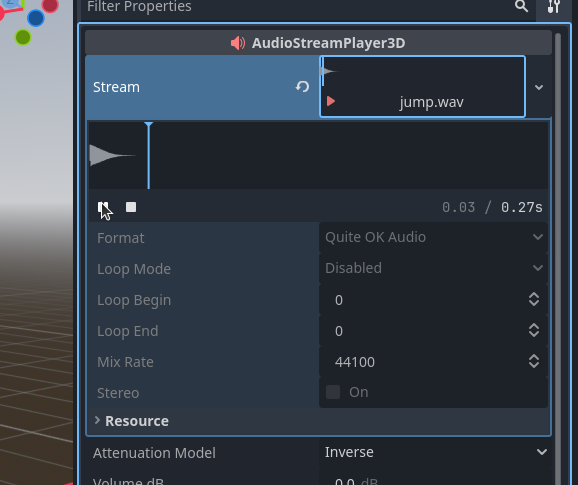 Filter Properties
AudioStreamPlayer3D
Stream
jump.wav
0.03 / 0.27s
Format Quite OK Audio
Loop Mode Disabled
Loop Begin 0
Loop End 0
Mix Rate 44100
Stereo On
Resource
Attenuation Model Inverse
Volume dB 0.0 dB